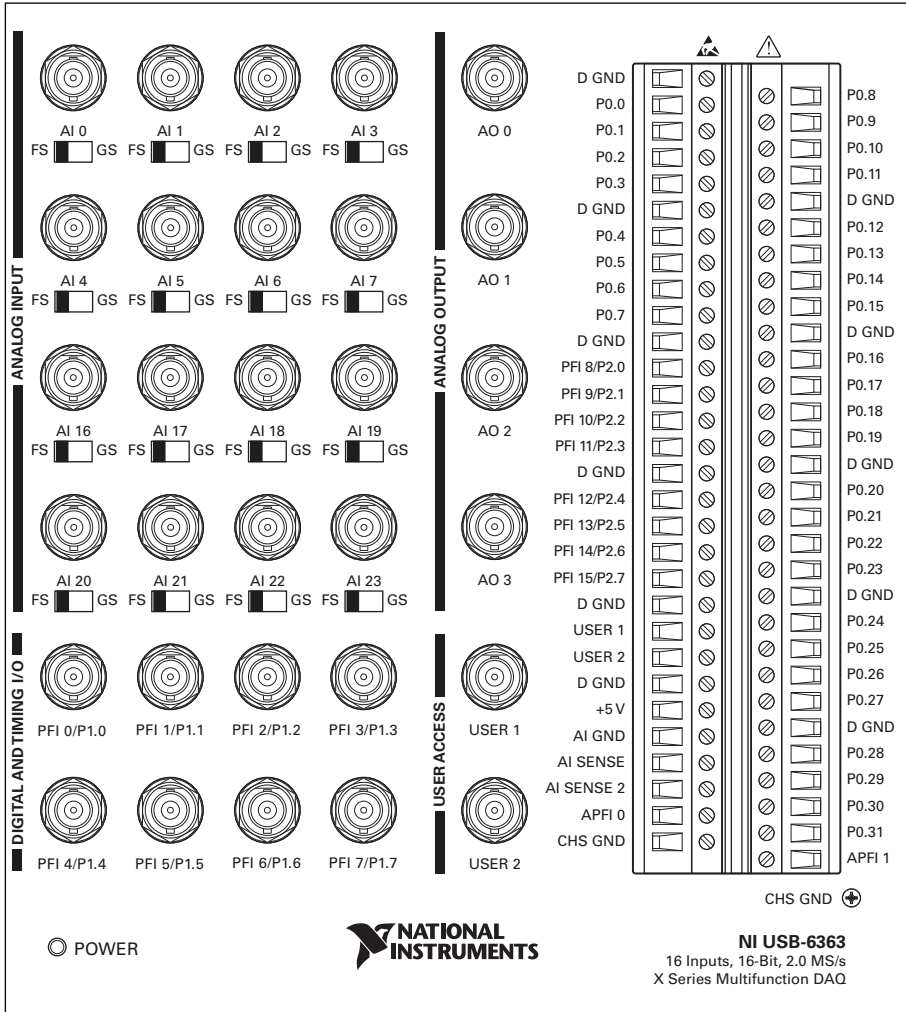 ANALOG INPUT
AI 0 AI 1 AI 2 AI 3
FS GS FS GS FS GS FS GS
AI 4 AI 5 AI 6 AI 7
FS GS FS GS FS GS FS GS
AI 16 AI 17 AI 18 AI 19
FS GS FS GS FS GS FS GS
AI 20 AI 21 AI 22 AI 23
FS GS FS GS FS GS FS GS
DIGITAL AND TIMING I/O
PFI 0/P1.0 PFI 1/P1.1 PFI 2/P1.2 PFI 3/P1.3
PFI 4/P1.4 PFI 5/P1.5 PFI 6/P1.6 PFI 7/P1.7
ANALOG OUTPUT
AO 0
AO 1
AO 2
AO 3
USER ACCESS
USER 1
USER 2
D GND
P0.0
P0.1
P0.2
P0.3
D GND
P0.4
P0.5
P0.6
P0.7
D GND
PFI 8/P2.0
PFI 9/P2.1
PFI 10/P2.2
PFI 11/P2.3
D GND
PFI 12/P2.4
PFI 13/P2.5
PFI 14/P2.6
PFI 15/P2.7
D GND
USER 1
USER 2
D GND
+5 V
AI GND
AI SENSE
AI SENSE 2
APFI 0
CHS GND
P0.8
P0.9
P0.10
P0.11
D GND
P0.12
P0.13
P0.14
P0.15
D GND
P0.16
P0.17
P0.18
P0.19
D GND
P0.20
P0.21
P0.22
P0.23
D GND
P0.24
P0.25
P0.26
P0.27
D GND
P0.28
P0.29
P0.30
P0.31
APFI 1
CHS GND
POWER
NATIONAL
INSTRUMENTS
NI USB-6363
16 Inputs, 16-Bit, 2.0 MS/s
X Series Multifunction DAQ